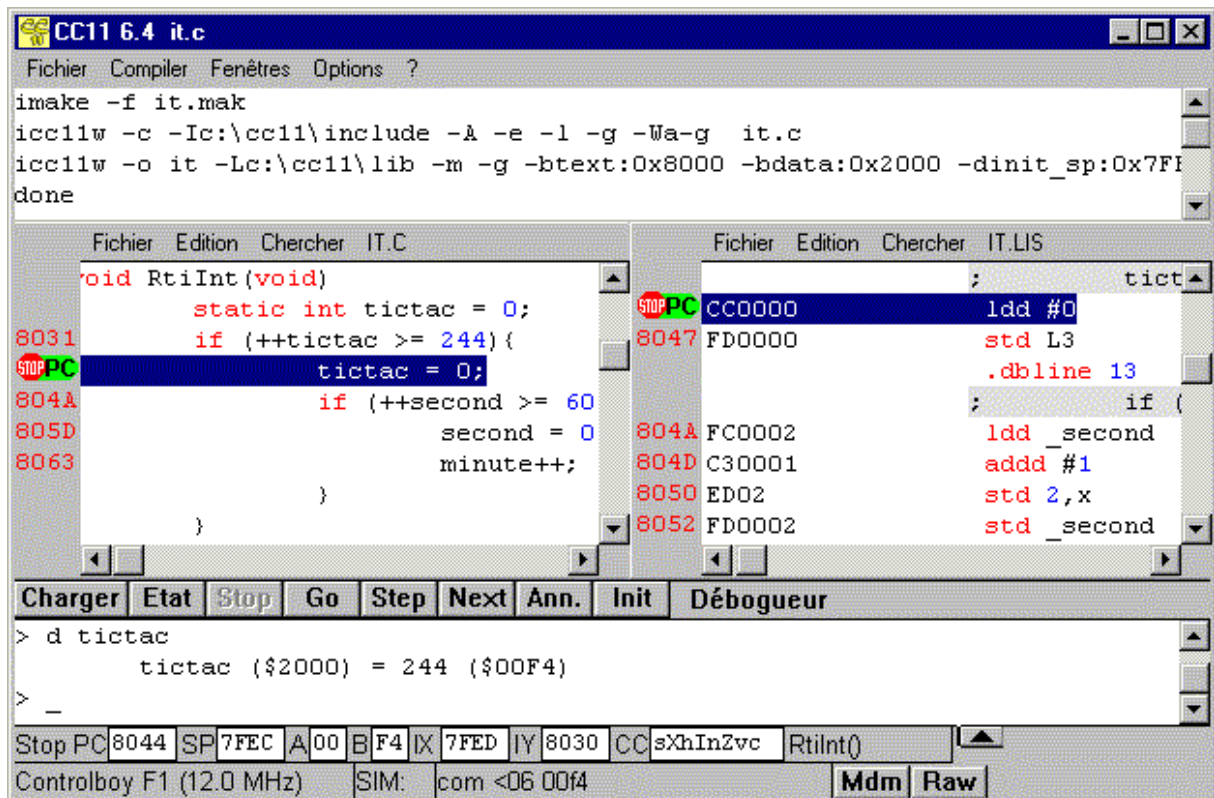 CC11 6.4 it.c
Fichier Compiler Fenêtres Options ?
imake -f it.mak
icc11w -c -Ic:\cc11\include -A -e -l -g -Wa-g it.c
icc11w -o it -Lc:\cc11\lib -m -g -btext:0x8000 -bdata:0x2000 -dinit_sp:0x7FF
done
Fichier Edition Chercher IT.C
void RtiInt(void)
static int tictac = 0;
8031 if (++tictac >= 244){
STOP PC tictac = 0;
804A if (++second >= 60
805D second = 0
8063 minute++;
}
}
Fichier Edition Chercher IT.LIS
; tict
STOP PC CC0000 ldd #0
8047 FD0000 std L3
.dbline 13
; if (
804A FC0002 ldd _second
804D C30001 addd #1
8050 ED02 std 2,x
8052 FD0002 std _second
Charger Etat Stop Go Step Next Ann. Init Débogueur
> d tictac
tictac ($2000) = 244 ($00F4)
> _
Stop PC 8044 SP 7FEC A 00 B F4 IX 7FED IY 8030 CC sXhInZvc RtiInt()
Controlboy F1 (12.0 MHz) SIM: com <06 00f4 Mdm Raw